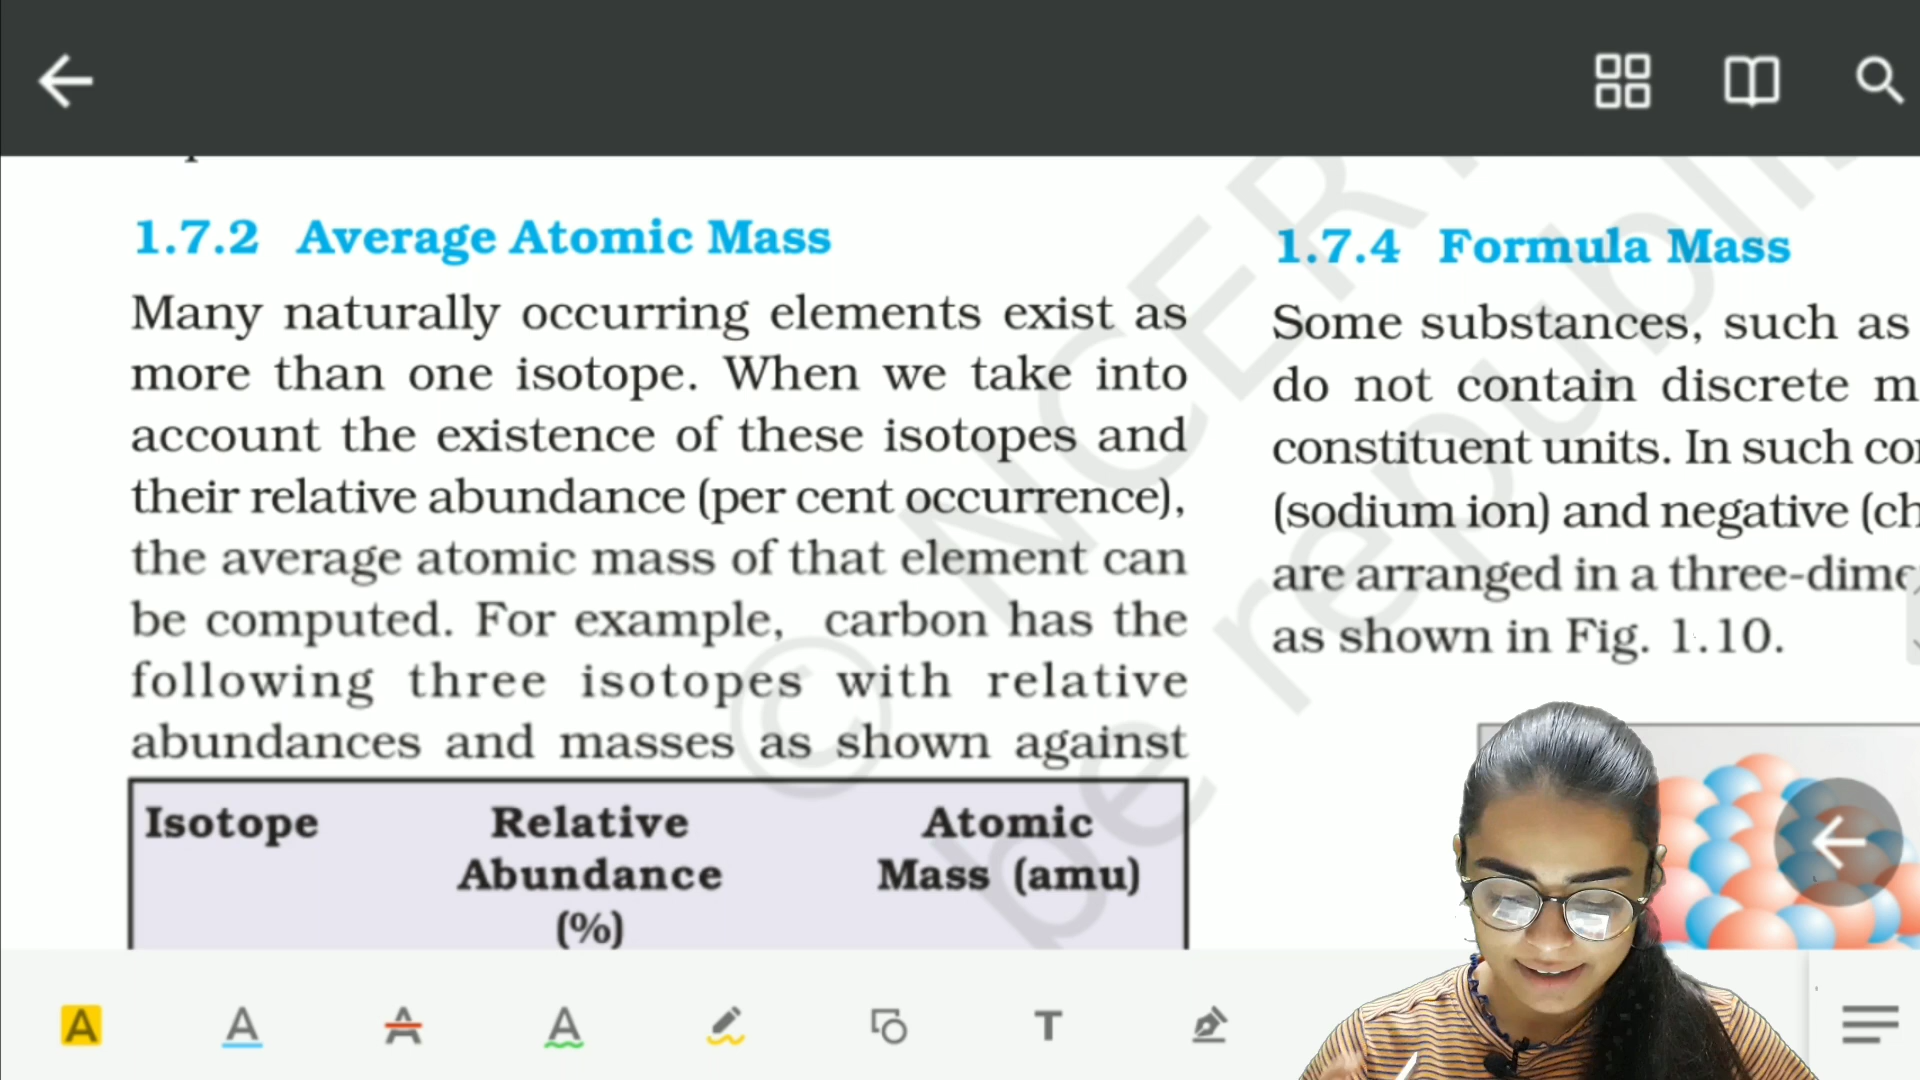 1.7.2 Average Atomic Mass
Many naturally occurring elements exist as
more than one isotope. When we take into
account the existence of these isotopes and
their relative abundance (per cent occurrence),
the average atomic mass of that element can
be computed. For example, carbon has the
following three isotopes with relative
abundances and masses as shown against
Isotope Relative Atomic
Abundance Mass (amu)
(%)
1.7.4 Formula Mass
Some substances, such as
do not contain discrete m
constituent units. In such
(sodium ion) and negative (ch
are arranged in a three-dime
as shown in Fig. 1.10.
© NCERT
be republi
A A A A T